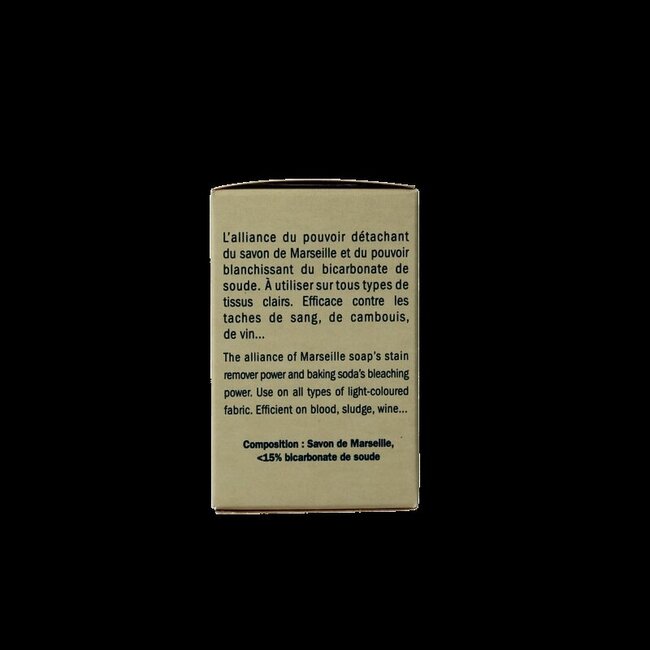 L'alliance du pouvoir détachant
du savon de Marseille et du pouvoir
blanchissant du bicarbonate de
soude. À utiliser sur tous types de
tissus clairs. Efficace contre les
taches de sang, de cambouis,
de vin...
The alliance of Marseille soap's stain
remover power and baking soda's bleaching
power. Use on all types of light-coloured
fabric. Efficient on blood, sludge, wine...
Composition : Savon de Marseille,
<15% bicarbonate de soude